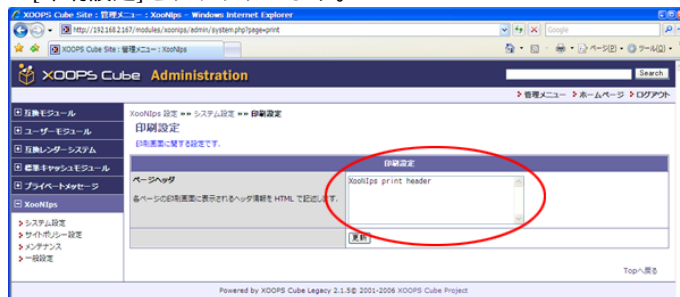 XOOPS Cube Site : 管理メニュー : XooNIps - Windows Internet Explorer
http://192.168.2.167/modules/xoonips/admin/system.php?page=print
Google
XOOPS Cube Site : 管理メニュー : XooNIps
ページ(P)
ツール(O)
XOOPS Cube Administration
Search
管理メニュー
ホームページ
ログアウト
互換モジュール
ユーザーモジュール
互換レンダーシステム
標準キャッシュモジュール
プライベートメッセージ
XooNIps
システム設定
サイトポリシー設定
メンテナンス
一般設定
XooNIps 設定 »» システム設定 »» 印刷設定
印刷設定
印刷画面に関する設定です.
印刷設定
ページヘッダ
各ページの印刷画面に表示されるヘッダ情報を HTML で記述します.
XooNIps print header
更新
Topへ戻る
Powered by XOOPS Cube Legacy 2.1.5© 2001-2006 XOOPS Cube Project